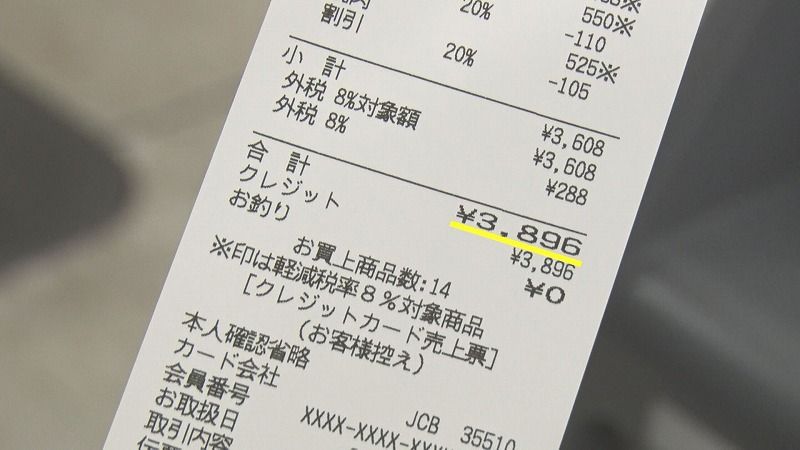 550※
割引 20% -110
525※
20% -105
小 計 ¥3,608
外税 8%対象額 ¥3,608
外税 8% ¥288
合 計 ¥3,896
クレジット ¥3,896
お釣り ¥0
お買上商品数:14
※印は軽減税率8%対象商品
[クレジットカード売上票]
(お客様控え)
本人確認省略
カード会社 JCB 35510
会員番号 XXXX-XXXX-XXXX
お取扱日
取引内容